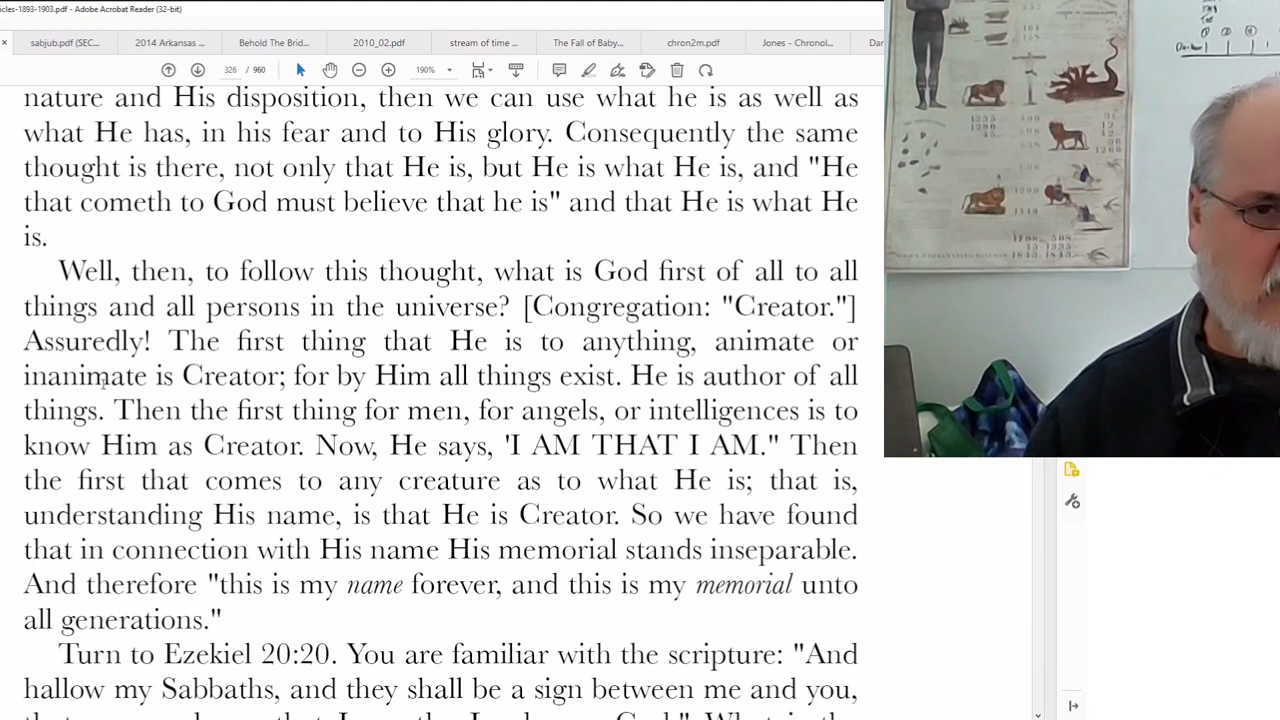 icles-1893-1903.pdf - Adobe Acrobat Reader (32-bit)
sabjub.pdf (SEC... 2014 Arkansas ... Behold The Brid... 2010_02.pdf stream of time ... The Fall of Baby... chron2m.pdf Jones - Chronol... Dar
326 / 960 190%
nature and His disposition, then we can use what he is as well as
what He has, in his fear and to His glory. Consequently the same
thought is there, not only that He is, but He is what He is, and "He
that cometh to God must believe that he is" and that He is what He
is.
Well, then, to follow this thought, what is God first of all to all
things and all persons in the universe? [Congregation: "Creator."]
Assuredly! The first thing that He is to anything, animate or
inanimate is Creator; for by Him all things exist. He is author of all
things. Then the first thing for men, for angels, or intelligences is to
know Him as Creator. Now, He says, 'I AM THAT I AM." Then
the first that comes to any creature as to what He is; that is,
understanding His name, is that He is Creator. So we have found
that in connection with His name His memorial stands inseparable.
And therefore "this is my name forever, and this is my memorial unto
all generations."
Turn to Ezekiel 20:20. You are familiar with the scripture: "And
hallow my Sabbaths, and they shall be a sign between me and you,